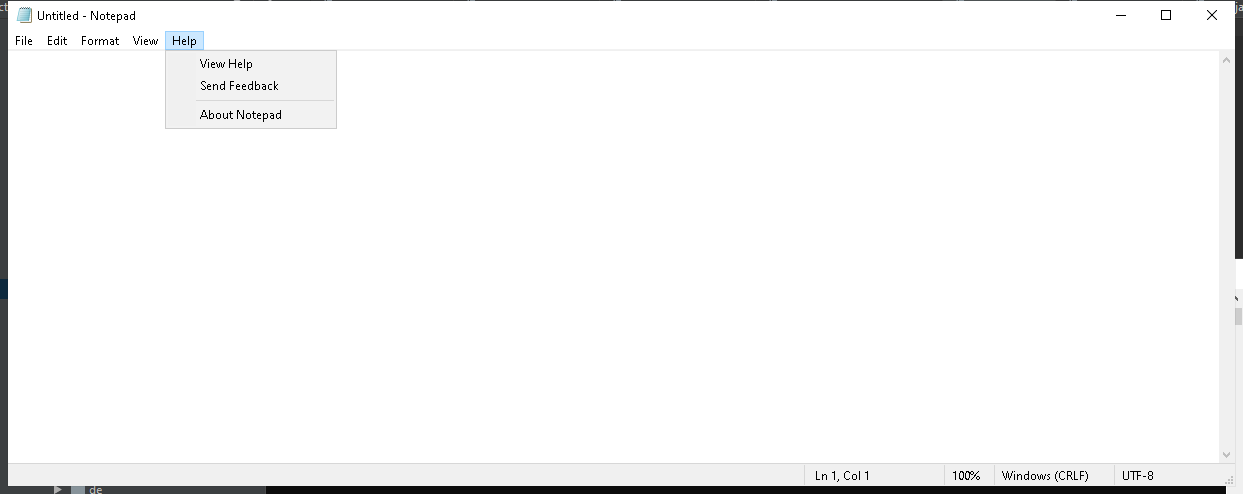 Untitled - Notepad
File Edit Format View Help
View Help
Send Feedback
About Notepad
Ln 1, Col 1 100% Windows (CRLF) UTF-8
de